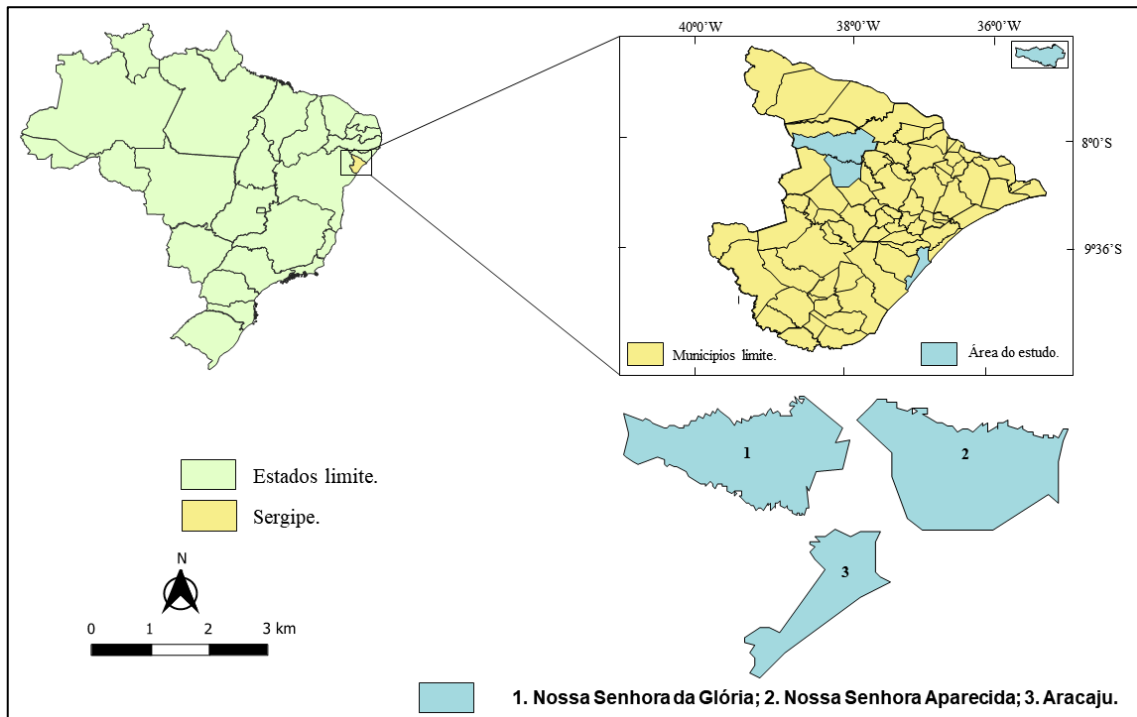 40°0'W 38°0'W 36°0'W
8°0'S
9°36'S
Municipios limite.
Área do estudo.
1
2
Estados limite.
Sergipe.
3
N
0 1 2 3 km
1. Nossa Senhora da Glória; 2. Nossa Senhora Aparecida; 3. Aracaju.